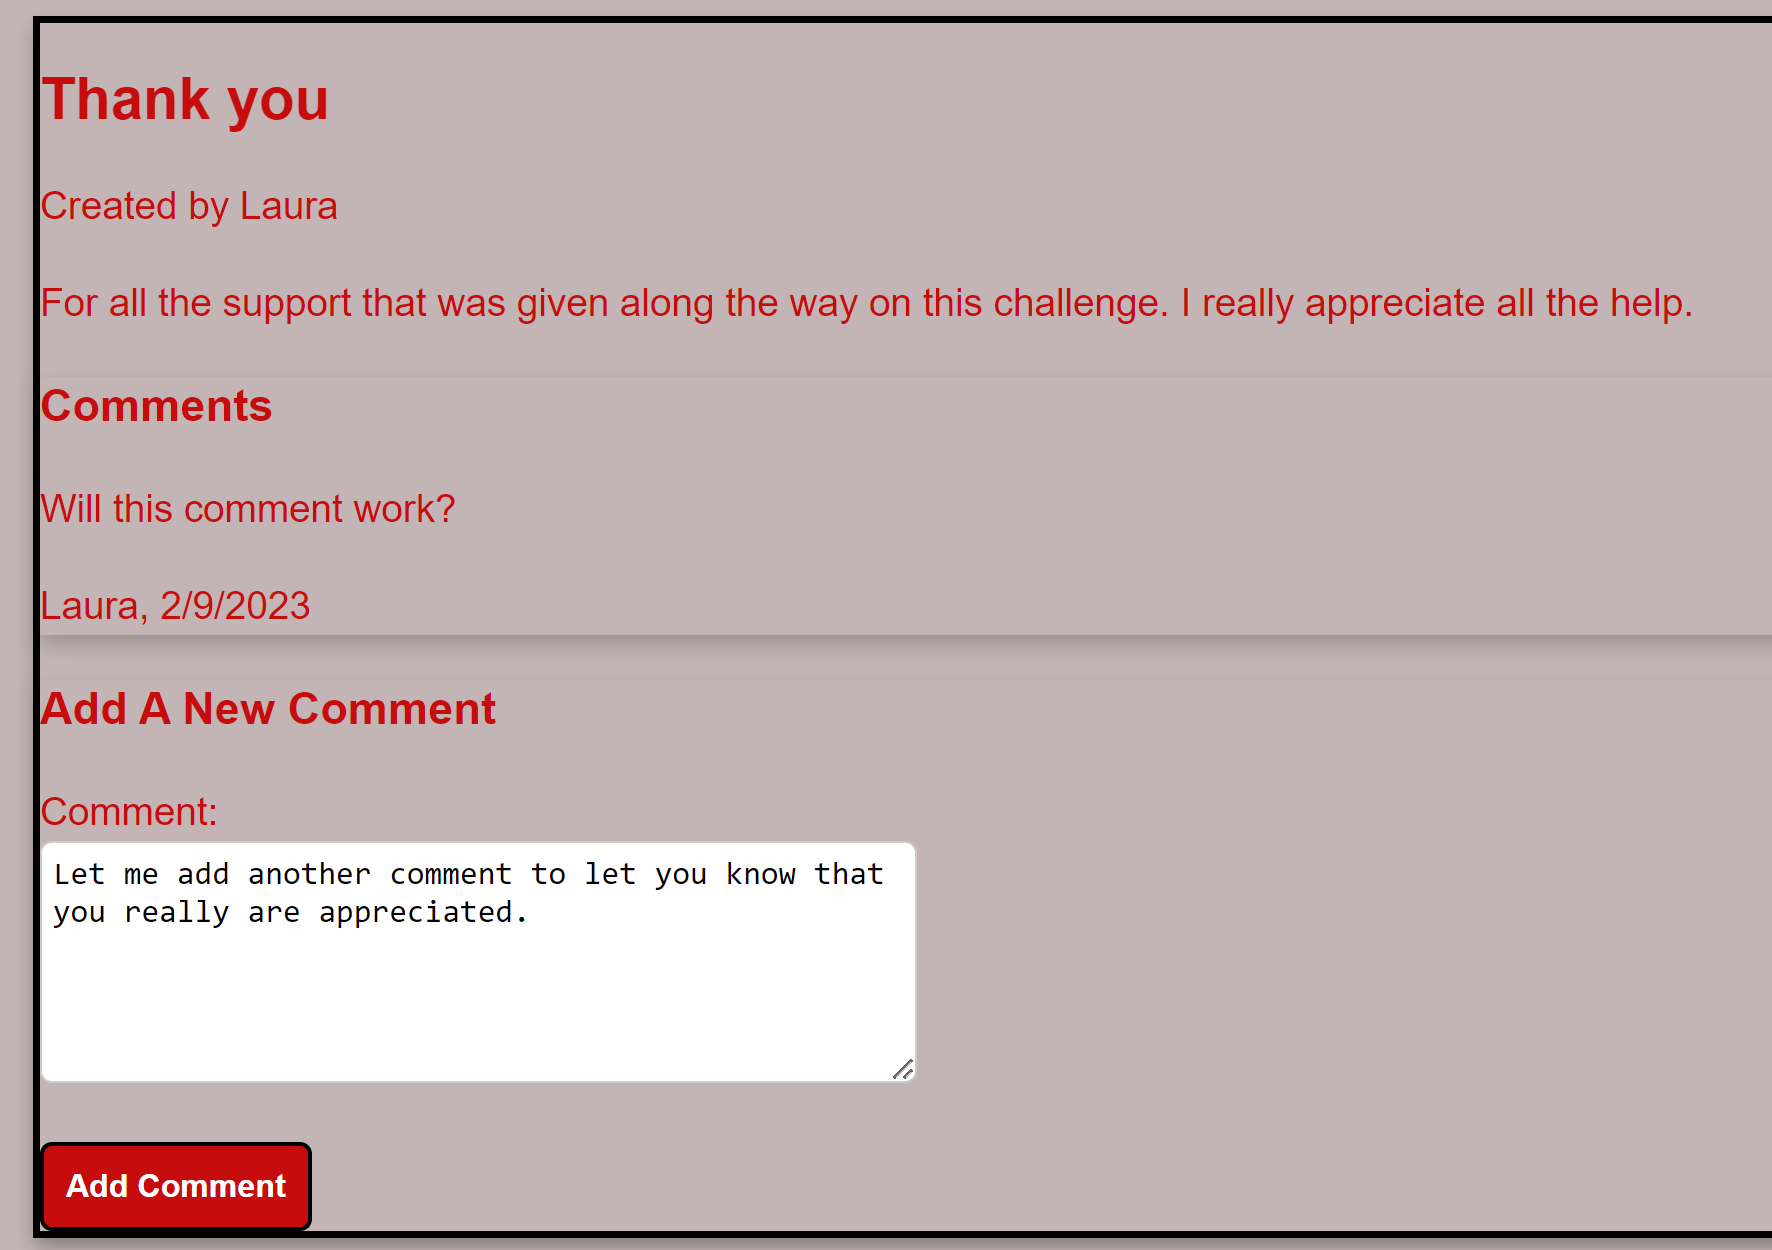 Thank you
Created by Laura
For all the support that was given along the way on this challenge. I really appreciate all the help.
Comments
Will this comment work?
Laura, 2/9/2023
Add A New Comment
Comment:
Let me add another comment to let you know that
you really are appreciated.
Add Comment